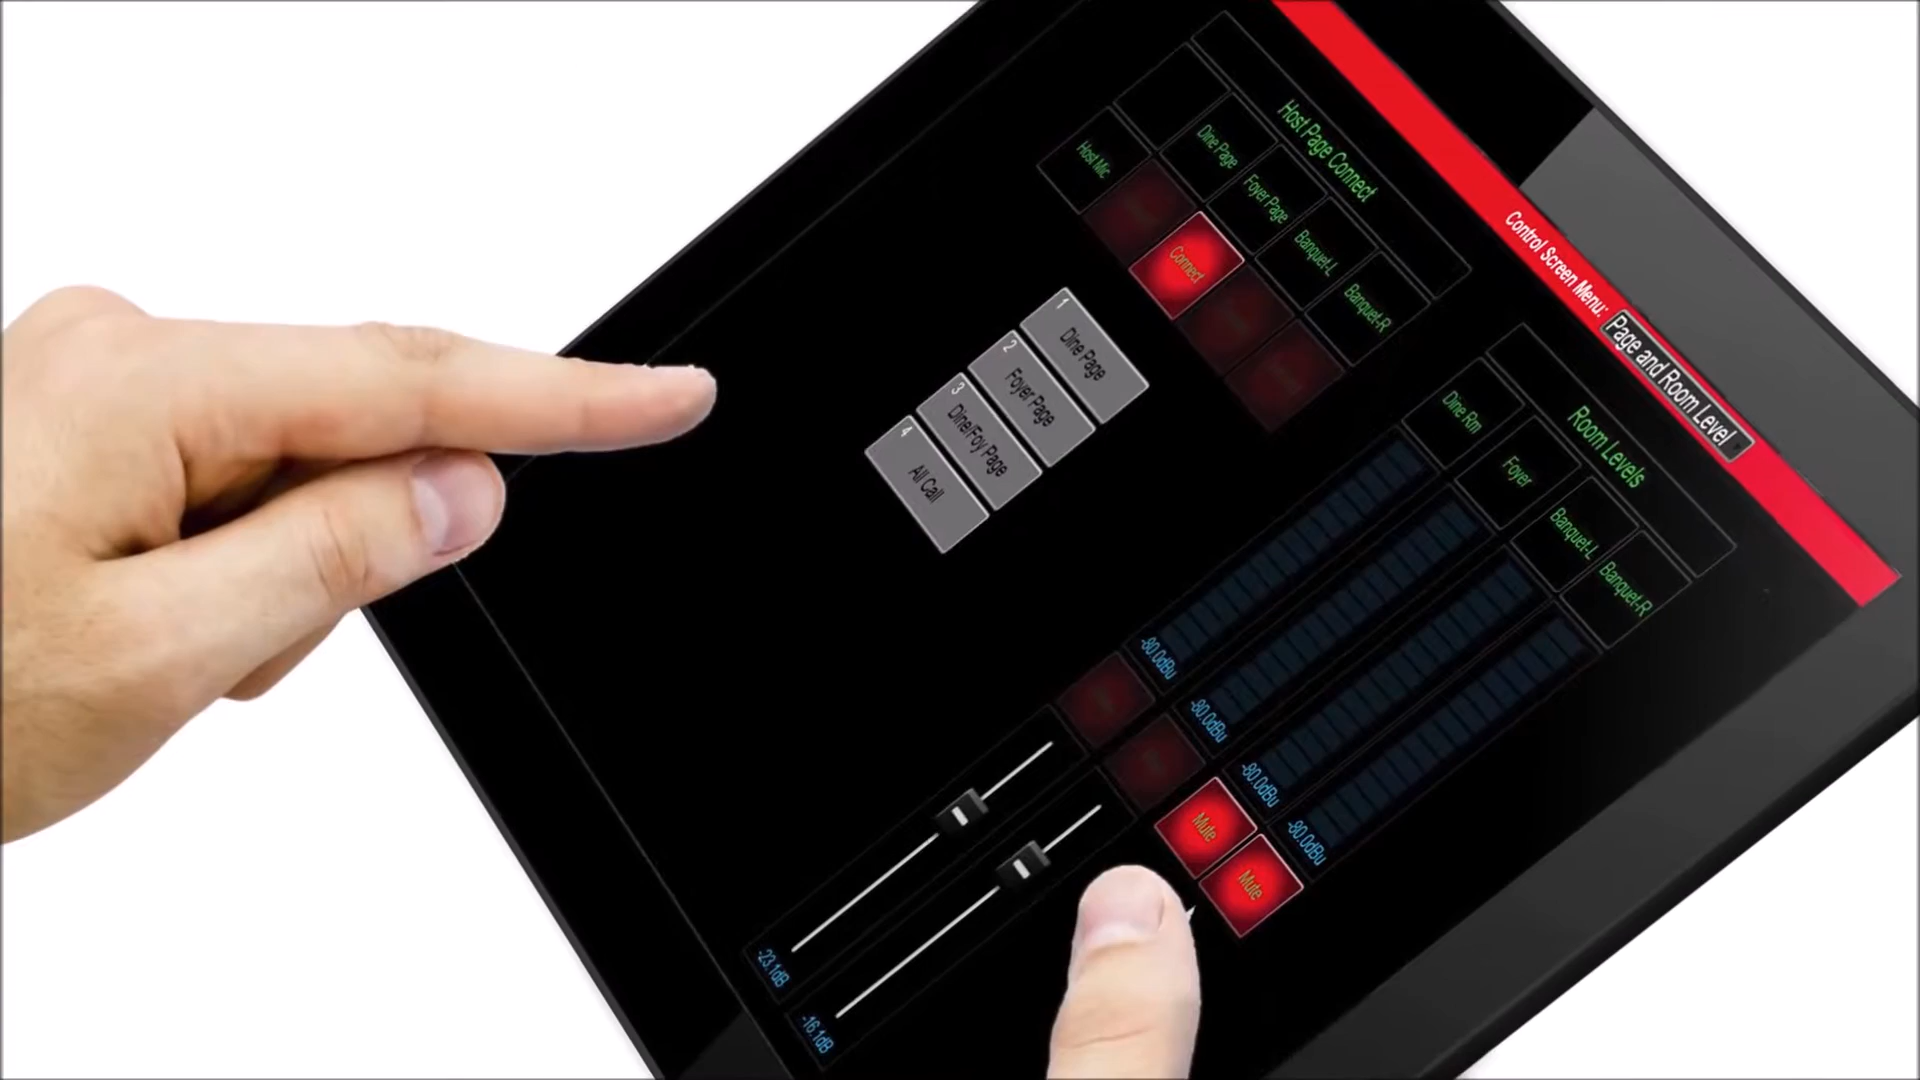 Control Screen Menu: Page and Room Level
Host Page Connect
Dine Page
Foyer Page
Banquet-L
Banquet-R
Host Mic
Connect
1
Dine Page
2
Foyer Page
3
Dine/Foy Page
4
All Call
Room Levels
Dine Rm
Foyer
Banquet-L
Banquet-R
-80.0dBu
-80.0dBu
-80.0dBu
-80.0dBu
Mute
Mute
-23.1dB
-16.1dB